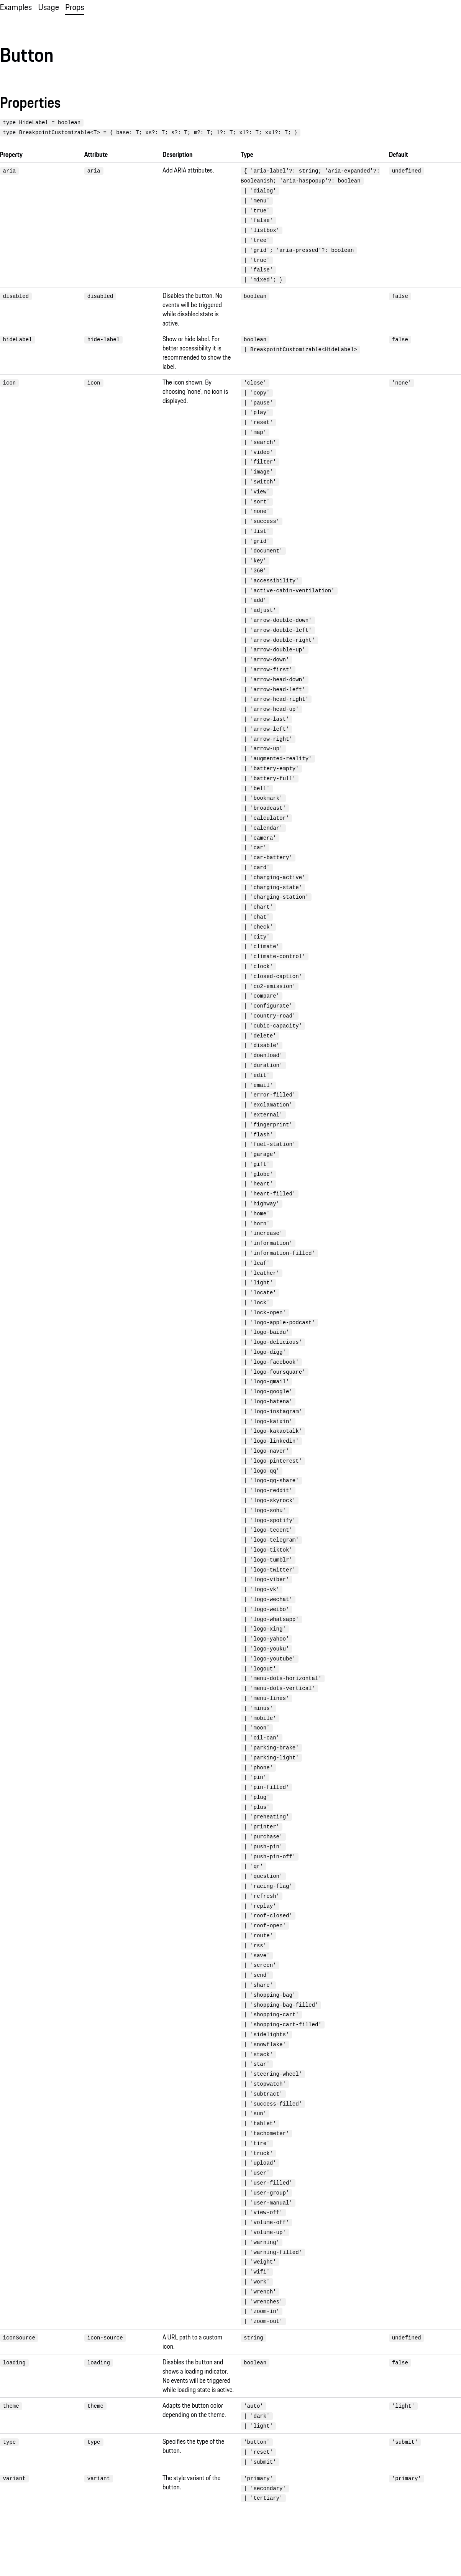 Examples Usage Props
Button
Properties
type HideLabel = boolean
type BreakpointCustomizable<T> = { base: T; xs?: T; s?: T; m?: T; l?: T; xl?: T; xxl?: T; }
Property Attribute Description Type Default
aria aria Add ARIA attributes. { 'aria-label'?: string; 'aria-expanded'?: undefined
Booleanish; 'aria-haspopup'?: boolean
| 'dialog'
| 'menu'
| 'true'
| 'false'
| 'listbox'
| 'tree'
| 'grid'; 'aria-pressed'?: boolean
| 'true'
| 'false'
| 'mixed'; }
disabled disabled Disables the button. No boolean false
events will be triggered
while disabled state is
active.
hideLabel hide-label Show or hide label. For boolean false
better accessibility it is | BreakpointCustomizable<HideLabel>
recommended to show the
label.
icon icon The icon shown. By 'close' 'none'
choosing 'none', no icon is | 'copy'
displayed. | 'pause'
| 'play'
| 'reset'
| 'map'
| 'search'
| 'video'
| 'filter'
| 'image'
| 'switch'
| 'view'
| 'sort'
| 'none'
| 'success'
| 'list'
| 'grid'
| 'document'
| 'key'
| '360'
| 'accessibility'
| 'active-cabin-ventilation'
| 'add'
| 'adjust'
| 'arrow-double-down'
| 'arrow-double-left'
| 'arrow-double-right'
| 'arrow-double-up'
| 'arrow-down'
| 'arrow-first'
| 'arrow-head-down'
| 'arrow-head-left'
| 'arrow-head-right'
| 'arrow-head-up'
| 'arrow-last'
| 'arrow-left'
| 'arrow-right'
| 'arrow-up'
| 'augmented-reality'
| 'battery-empty'
| 'battery-full'
| 'bell'
| 'bookmark'
| 'broadcast'
| 'calculator'
| 'calendar'
| 'camera'
| 'car'
| 'car-battery'
| 'card'
| 'charging-active'
| 'charging-state'
| 'charging-station'
| 'chart'
| 'chat'
| 'check'
| 'city'
| 'climate'
| 'climate-control'
| 'clock'
| 'closed-caption'
| 'co2-emission'
| 'compare'
| 'configurate'
| 'country-road'
| 'cubic-capacity'
| 'delete'
| 'disable'
| 'download'
| 'duration'
| 'edit'
| 'email'
| 'error-filled'
| 'exclamation'
| 'external'
| 'fingerprint'
| 'flash'
| 'fuel-station'
| 'garage'
| 'gift'
| 'globe'
| 'heart'
| 'heart-filled'
| 'highway'
| 'home'
| 'horn'
| 'increase'
| 'information'
| 'information-filled'
| 'leaf'
| 'leather'
| 'light'
| 'locate'
| 'lock'
| 'lock-open'
| 'logo-apple-podcast'
| 'logo-baidu'
| 'logo-delicious'
| 'logo-digg'
| 'logo-facebook'
| 'logo-foursquare'
| 'logo-gmail'
| 'logo-google'
| 'logo-hatena'
| 'logo-instagram'
| 'logo-kaixin'
| 'logo-kakaotalk'
| 'logo-linkedin'
| 'logo-naver'
| 'logo-pinterest'
| 'logo-qq'
| 'logo-qq-share'
| 'logo-reddit'
| 'logo-skyrock'
| 'logo-sohu'
| 'logo-spotify'
| 'logo-tecent'
| 'logo-telegram'
| 'logo-tiktok'
| 'logo-tumblr'
| 'logo-twitter'
| 'logo-viber'
| 'logo-vk'
| 'logo-wechat'
| 'logo-weibo'
| 'logo-whatsapp'
| 'logo-xing'
| 'logo-yahoo'
| 'logo-youku'
| 'logo-youtube'
| 'logout'
| 'menu-dots-horizontal'
| 'menu-dots-vertical'
| 'menu-lines'
| 'minus'
| 'mobile'
| 'moon'
| 'oil-can'
| 'parking-brake'
| 'parking-light'
| 'phone'
| 'pin'
| 'pin-filled'
| 'plug'
| 'plus'
| 'preheating'
| 'printer'
| 'purchase'
| 'push-pin'
| 'push-pin-off'
| 'qr'
| 'question'
| 'racing-flag'
| 'refresh'
| 'replay'
| 'roof-closed'
| 'roof-open'
| 'route'
| 'rss'
| 'save'
| 'screen'
| 'send'
| 'share'
| 'shopping-bag'
| 'shopping-bag-filled'
| 'shopping-cart'
| 'shopping-cart-filled'
| 'sidelights'
| 'snowflake'
| 'stack'
| 'star'
| 'steering-wheel'
| 'stopwatch'
| 'subtract'
| 'success-filled'
| 'sun'
| 'tablet'
| 'tachometer'
| 'tire'
| 'truck'
| 'upload'
| 'user'
| 'user-filled'
| 'user-group'
| 'user-manual'
| 'view-off'
| 'volume-off'
| 'volume-up'
| 'warning'
| 'warning-filled'
| 'weight'
| 'wifi'
| 'work'
| 'wrench'
| 'wrenches'
| 'zoom-in'
| 'zoom-out'
iconSource icon-source A URL path to a custom string undefined
icon.
loading loading Disables the button and boolean false
shows a loading indicator.
No events will be triggered
while loading state is active.
theme theme Adapts the button color 'auto' 'light'
depending on the theme. | 'dark'
| 'light'
type type Specifies the type of the 'button' 'submit'
button. | 'reset'
| 'submit'
variant variant The style variant of the 'primary' 'primary'
button. | 'secondary'
| 'tertiary'